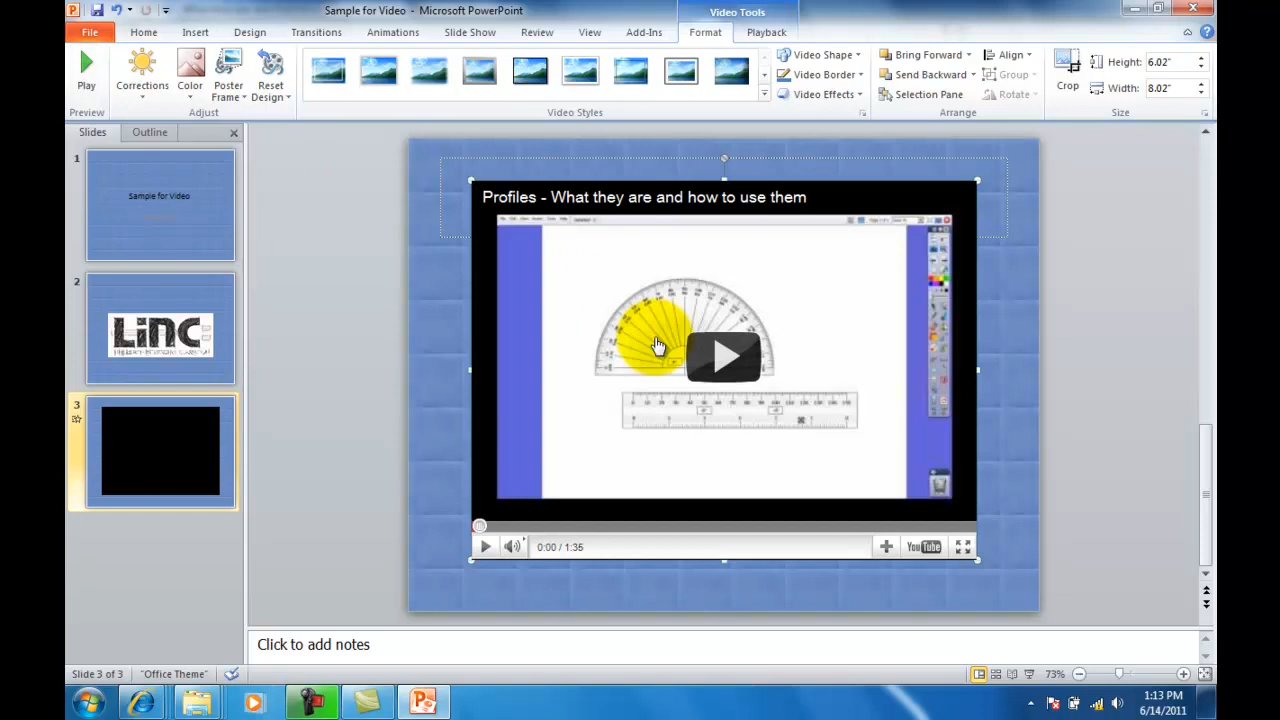 Sample for Video - Microsoft PowerPoint
Video Tools
File Home Insert Design Transitions Animations Slide Show Review View Add-Ins Format Playback
Play
Corrections
Color
Poster Frame
Reset Design
Video Shape
Video Border
Video Effects
Bring Forward
Send Backward
Selection Pane
Align
Group
Rotate
Crop
Height: 6.02"
Width: 8.02"
Preview Adjust Video Styles Arrange Size
Slides Outline
1
Sample for Video
2
LINC
3
Profiles - What they are and how to use them
0:00 / 1:35
YouTube
Click to add notes
Slide 3 of 3 "Office Theme" 73%
1:13 PM
6/14/2011